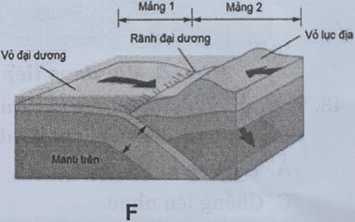 Mảng 1
Mảng 2
Vỏ lục địa
Rãnh đại dương
Vỏ đại dương
Manti trên
F